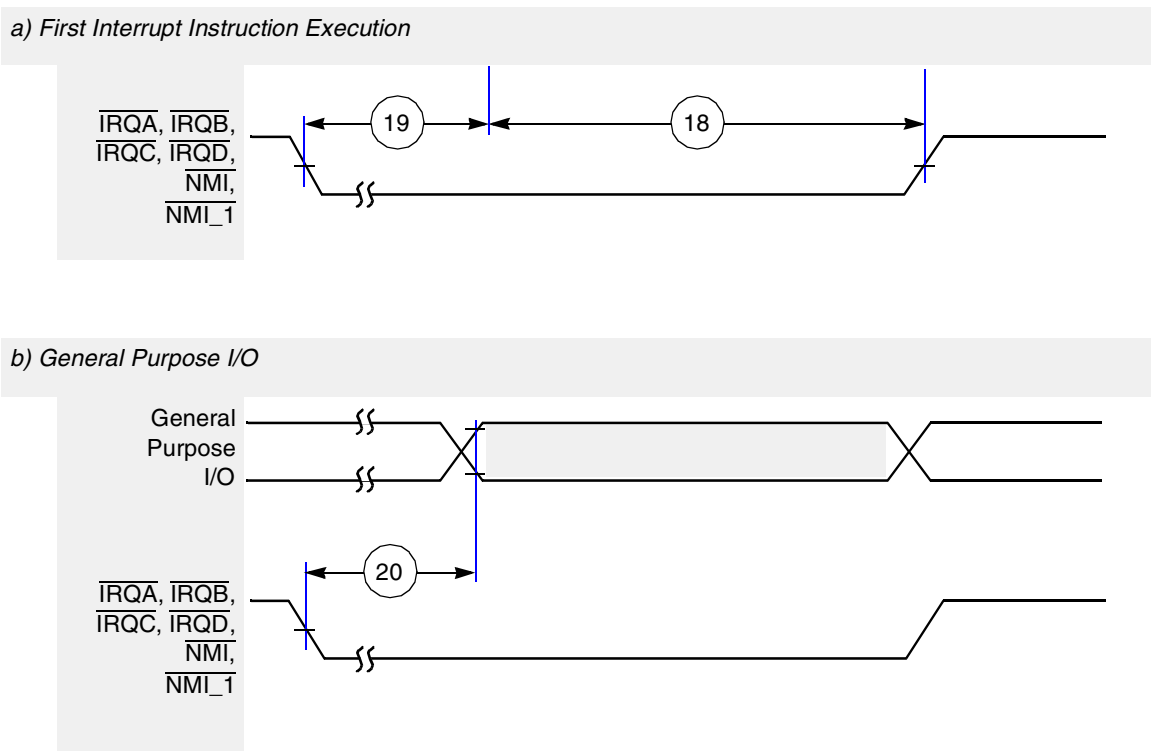 a) First Interrupt Instruction Execution
19
18
IRQA, IRQB,
IRQC, IRQD,
NMI,
NMI_1
b) General Purpose I/O
General
Purpose
I/O
20
IRQA, IRQB,
IRQC, IRQD,
NMI,
NMI_1